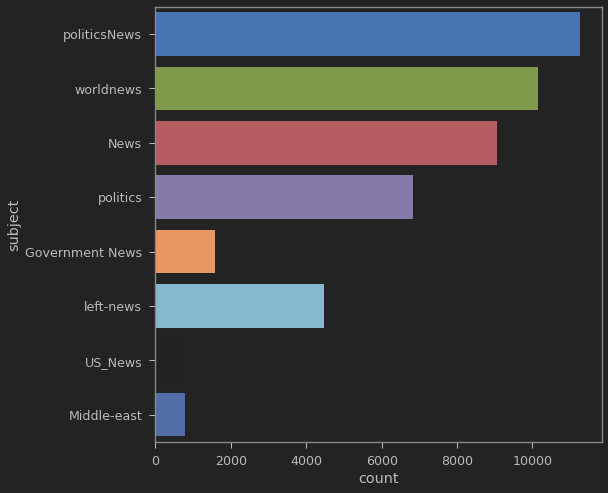 politicsNews
worldnews
News
politics
Government News
left-news
US_News
Middle-east
subject
0 2000 4000 6000 8000 10000
count